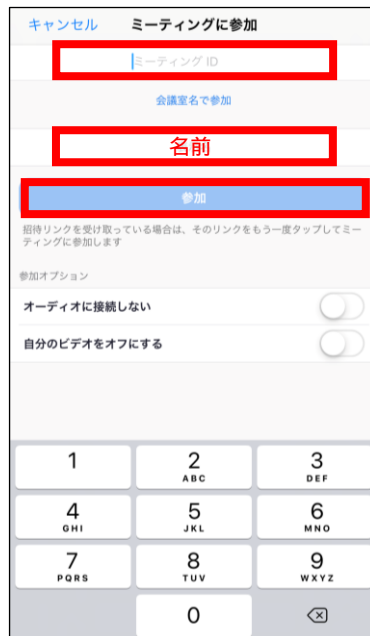 キャンセル ミーティングに参加
ミーティング ID
会議室名で参加
名前
参加
招待リンクを受け取っている場合は、そのリンクをもう一度タップしてミー
ティングに参加します
参加オプション
オーディオに接続しない
自分のビデオをオフにする
1 2 3
ABC DEF
4 5 6
GHI JKL MNO
7 8 9
PQRS TUV WXYZ
0